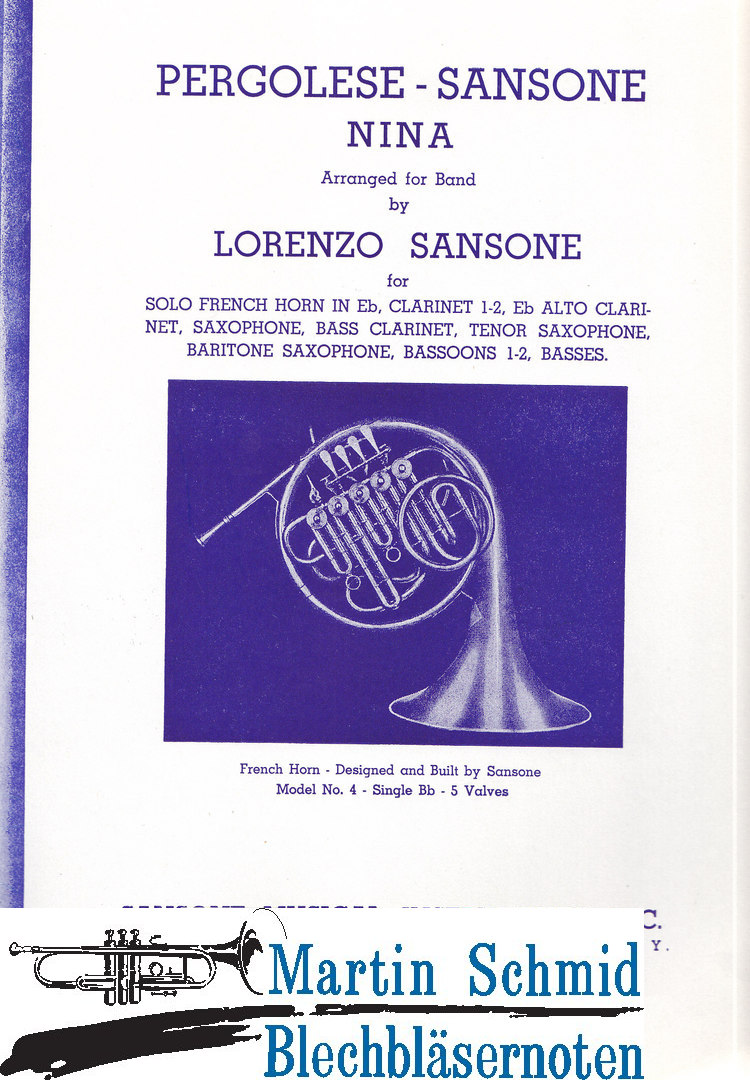 PERGOLESE - SANSONE
NINA
Arranged for Band
by
LORENZO SANSONE
for
SOLO FRENCH HORN IN Eb, CLARINET 1-2, Eb ALTO CLARI-
NET, SAXOPHONE, BASS CLARINET, TENOR SAXOPHONE,
BARITONE SAXOPHONE, BASSOONS 1-2, BASSES.
French Horn - Designed and Built by Sansone
Model No. 4 - Single Bb - 5 Valves
SANSONE MUSICAL
Martin Schmid
Blechbläsernoten